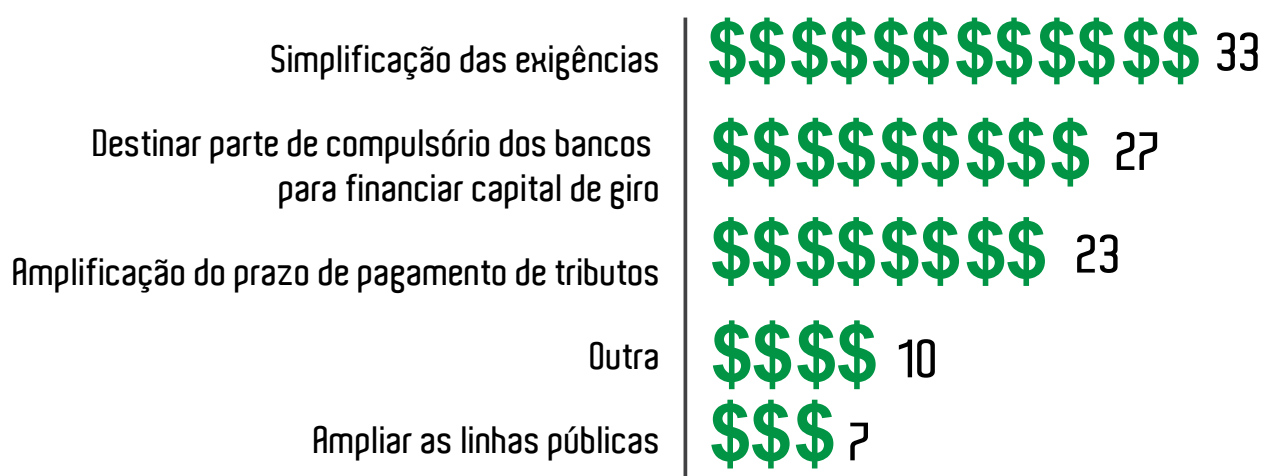 Simplificação das exigências $$$$$$$$$$$$ 33
Destinar parte de compulsório dos bancos
para financiar capital de giro $$$$$$$$$ 27
Amplificação do prazo de pagamento de tributos $$$$$$$$ 23
Outra $$$$ 10
Ampliar as linhas públicas $$$ 7